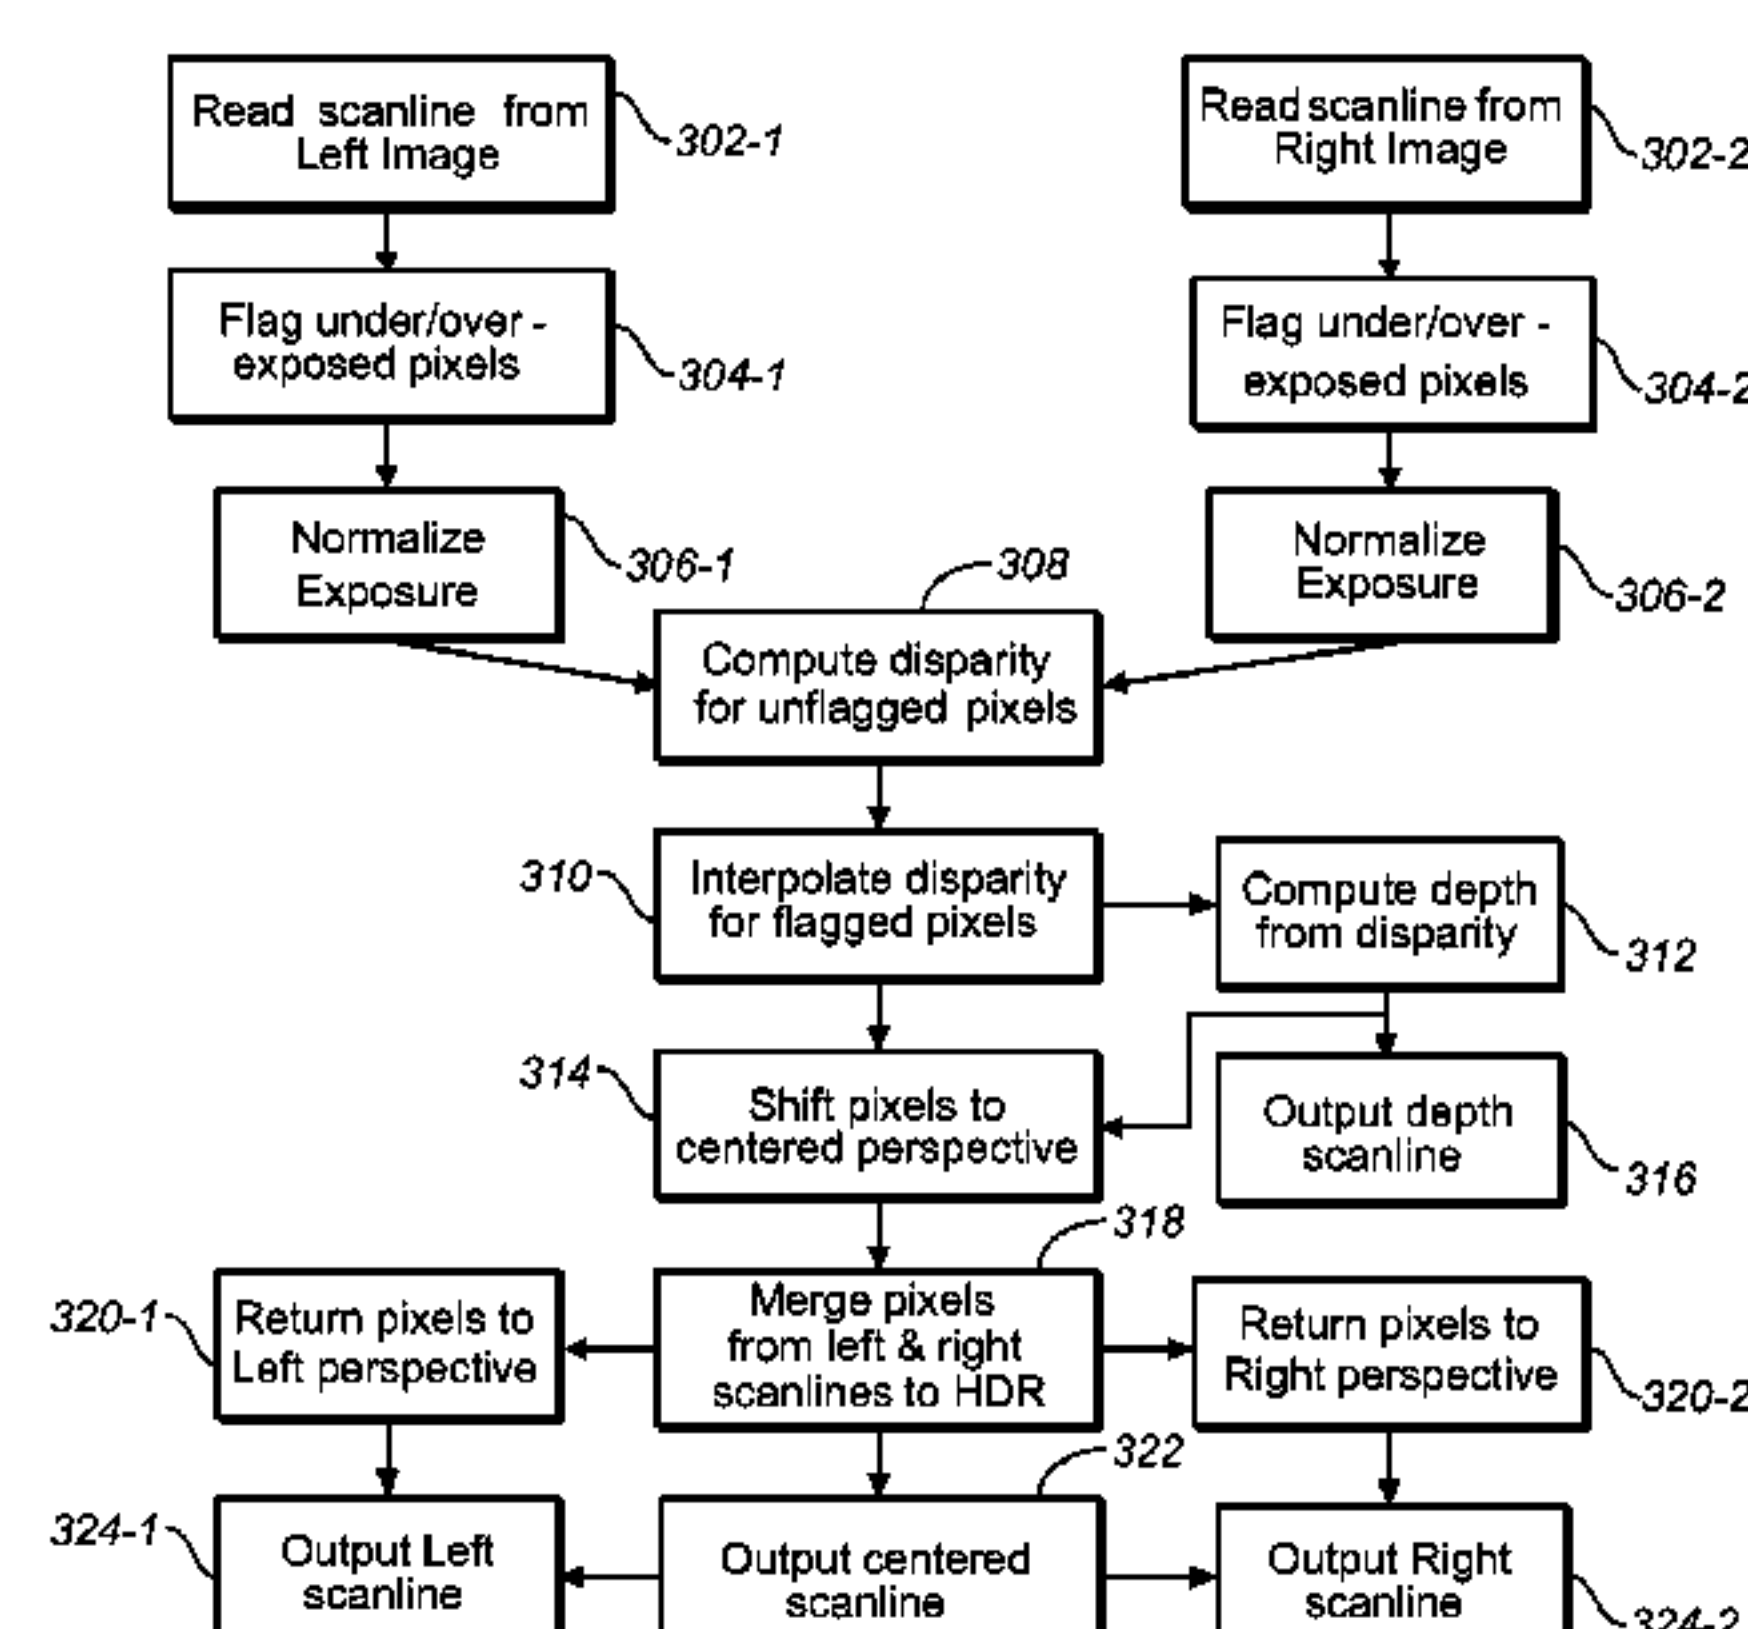 Read scanline from
Left Image
302-1
Read scanline from
Right Image
302-2
Flag under/over -
exposed pixels
304-1
Flag under/over -
exposed pixels
304-2
Normalize
Exposure
306-1
308
Normalize
Exposure
306-2
Compute disparity
for unflagged pixels
310
Interpolate disparity
for flagged pixels
Compute depth
from disparity
312
314
Shift pixels to
centered perspective
Output depth
scanline
316
318
320-1
Return pixels to
Left perspective
Merge pixels
from left & right
scanlines to HDR
Return pixels to
Right perspective
320-2
322
324-1
Output Left
scanline
Output centered
scanline
Output Right
scanline
324-2